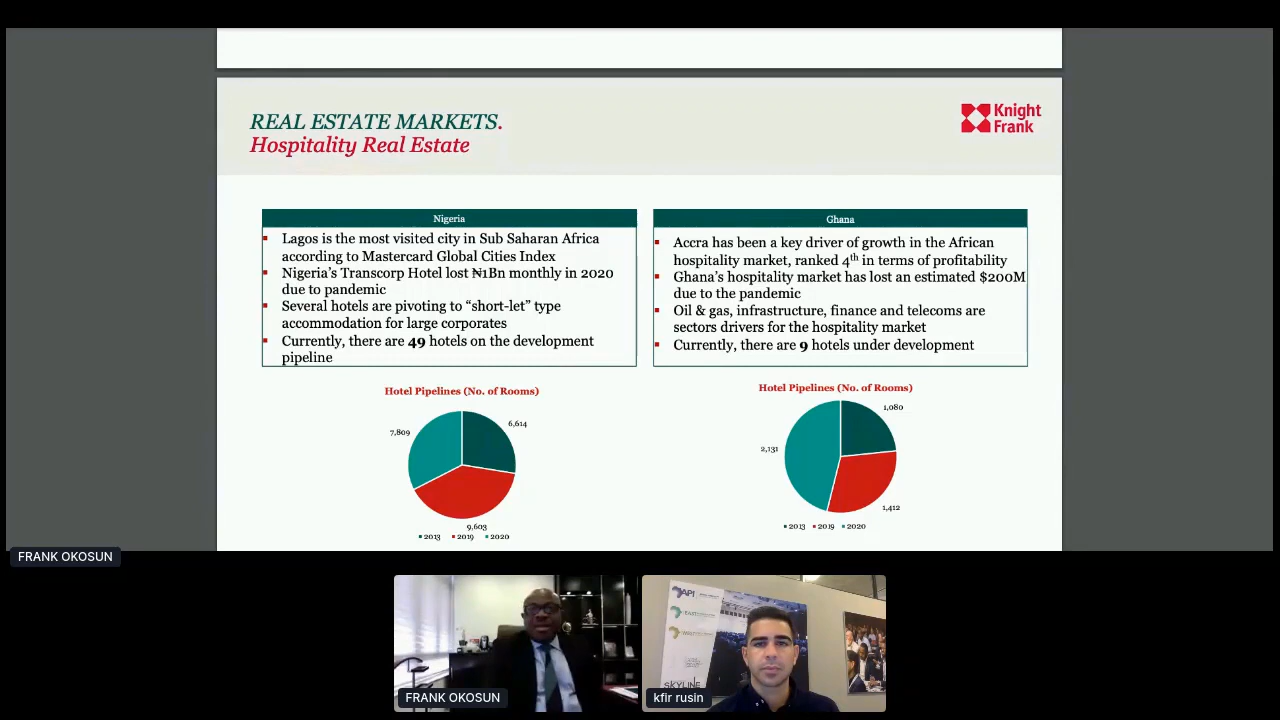 REAL ESTATE MARKETS.
Hospitality Real Estate
Knight
Frank
Nigeria
Lagos is the most visited city in Sub Saharan Africa
according to Mastercard Global Cities Index
Nigeria's Transcorp Hotel lost ₦1Bn monthly in 2020
due to pandemic
Several hotels are pivoting to “short-let” type
accommodation for large corporates
Currently, there are 49 hotels on the development
pipeline
Ghana
Accra has been a key driver of growth in the African
hospitality market, ranked 4th in terms of profitability
Ghana's hospitality market has lost an estimated $200M
due to the pandemic
Oil & gas, infrastructure, finance and telecoms are
sectors drivers for the hospitality market
Currently, there are 9 hotels under development
Hotel Pipelines (No. of Rooms)
6,614
7,809
9,603
2013 2019 2020
Hotel Pipelines (No. of Rooms)
1,080
2,131
1,412
2013 2019 2020
FRANK OKOSUN
FRANK OKOSUN
API
SKYLINE
kfir rusin